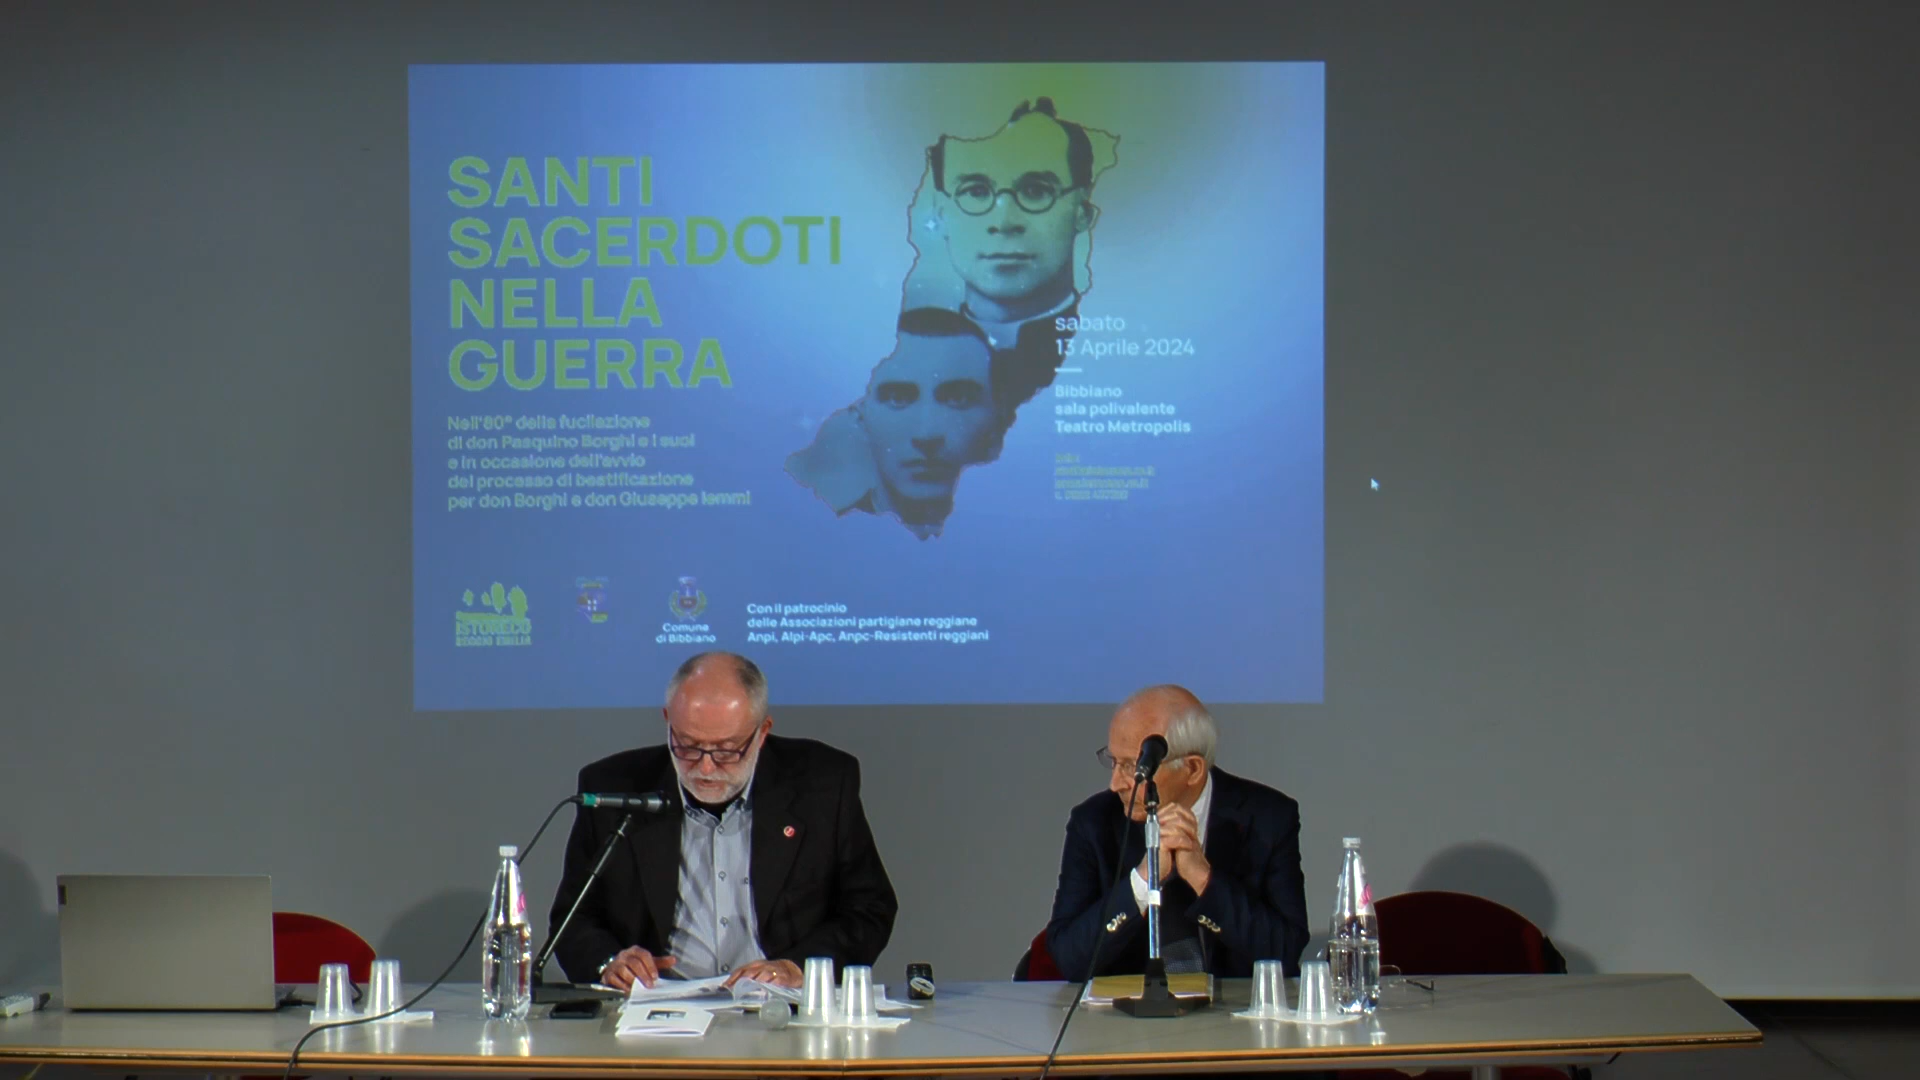 SANTI
SACERDOTI
NELLA
GUERRA
Nell'80° della fucilazione
di don Pasquino Borghi e i suoi
e in occasione dell'avvio
del processo di beatificazione
per don Borghi e don Giuseppe Iemmi
sabato
13 Aprile 2024
Bibbiano
sala polivalente
Teatro Metropolis
ISTORECO
REGGIO EMILIA
Comune
di Bibbiano
Con il patrocinio
delle Associazioni partigiane reggiane
Anpi, Alpi-Apc, Anpc-Resistenti reggiani